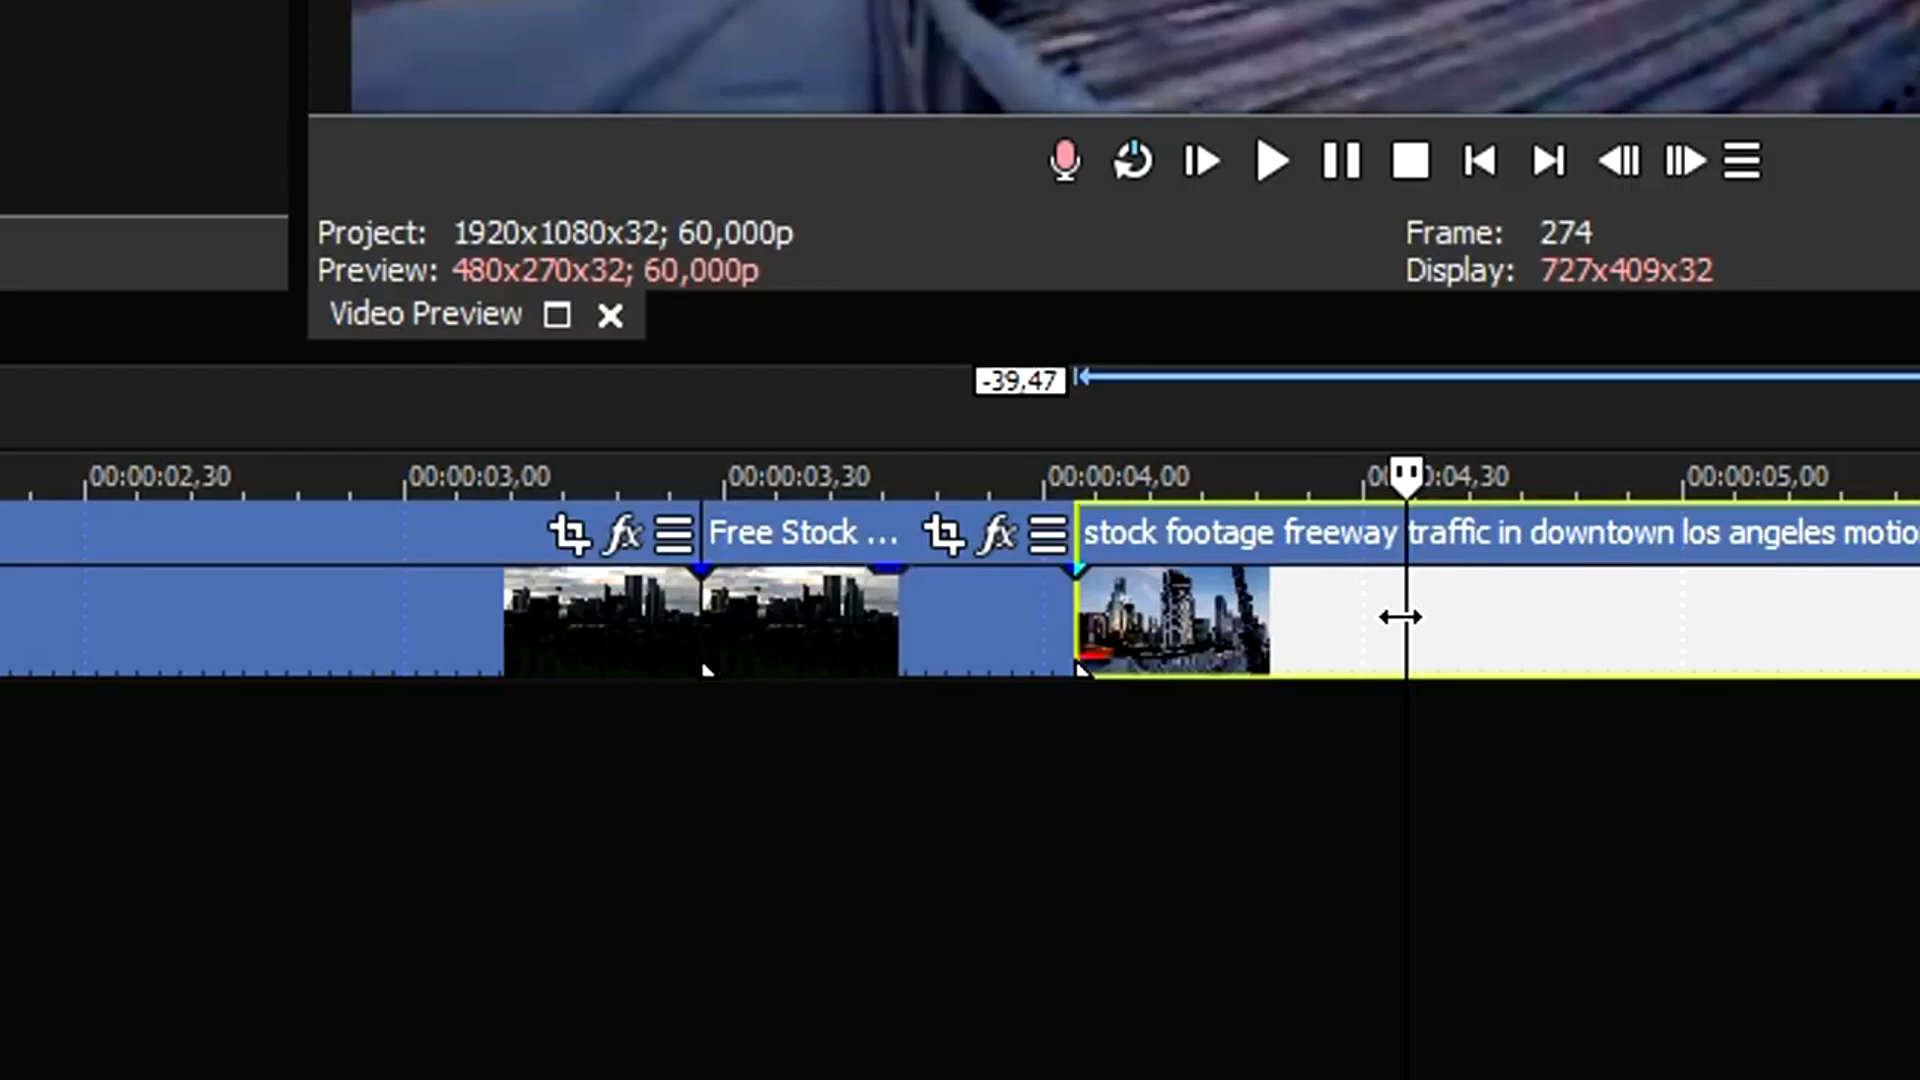 Project: 1920x1080x32; 60,000p
Frame: 274
Preview: 480x270x32; 60,000p
Display: 727x409x32
Video Preview
-39,47
00:00:02,30 00:00:03,00 00:00:03,30 00:00:04,00 00:00:04,30 00:00:05,00
fx Free Stock ... fx stock footage freeway traffic in downtown los angeles motio